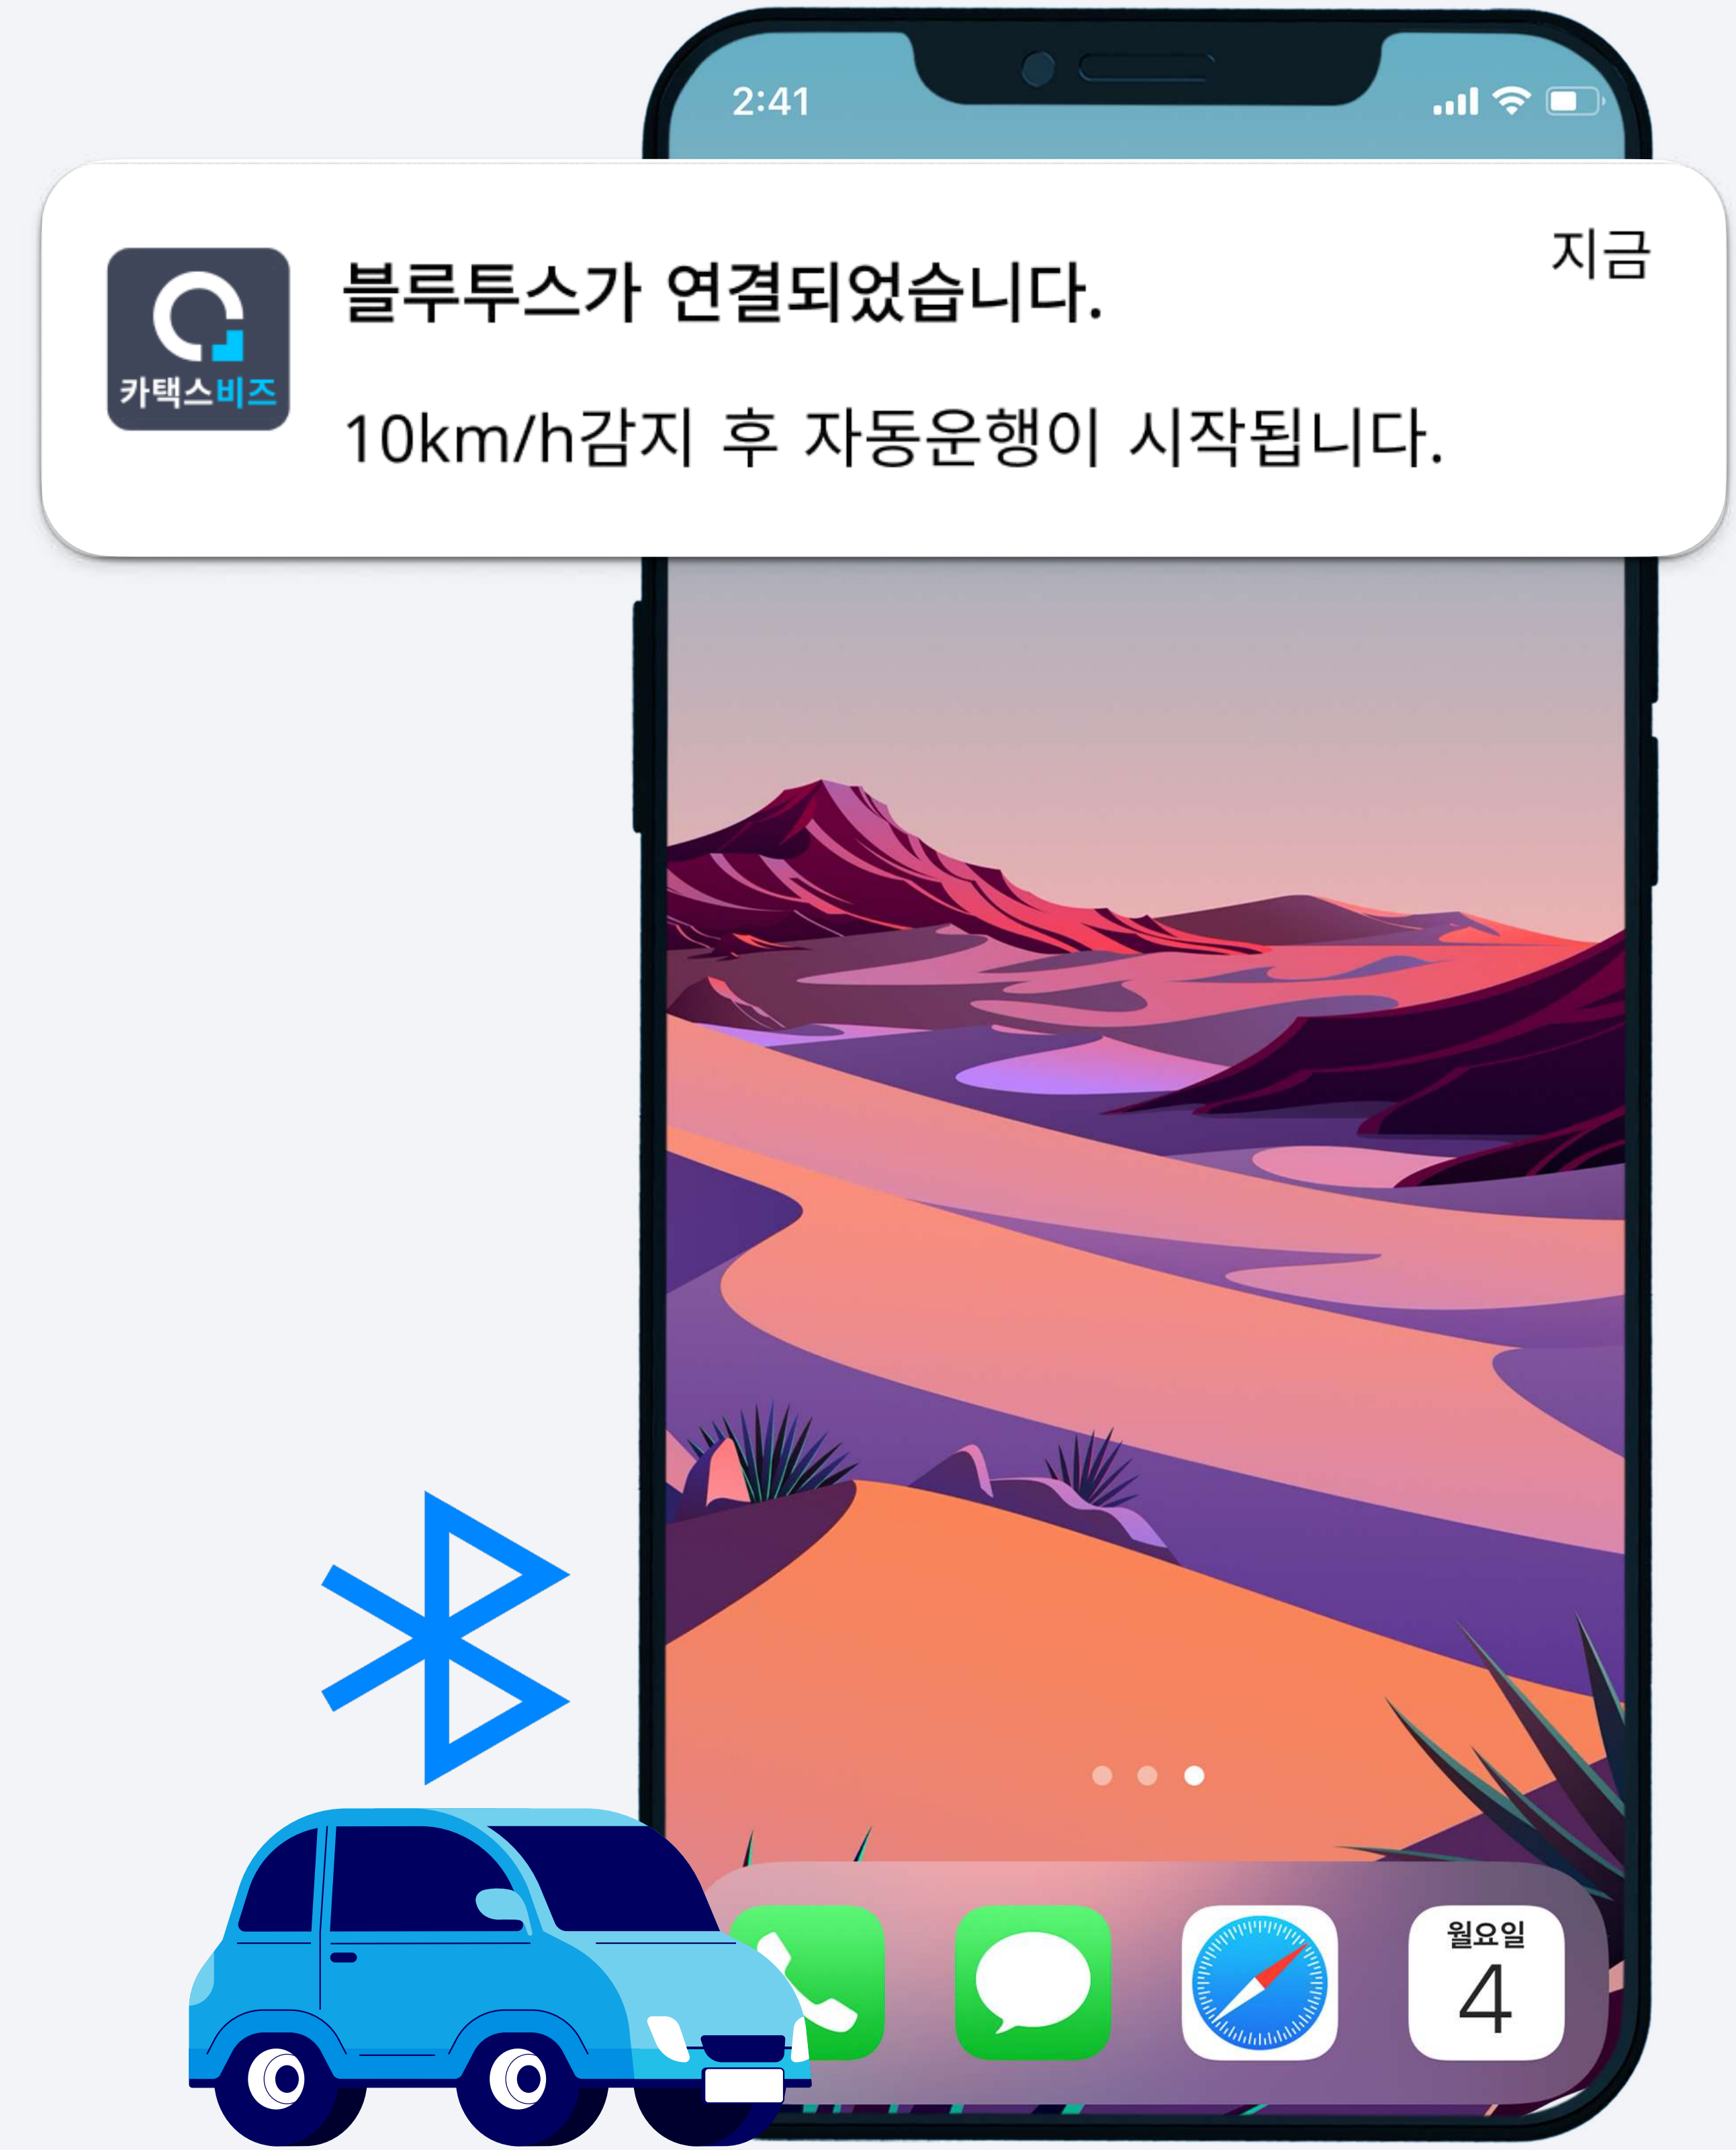 2:41
지금
블루투스가 연결되었습니다.
카택스비즈
10km/h감지 후 자동운행이 시작됩니다.
월요일
4